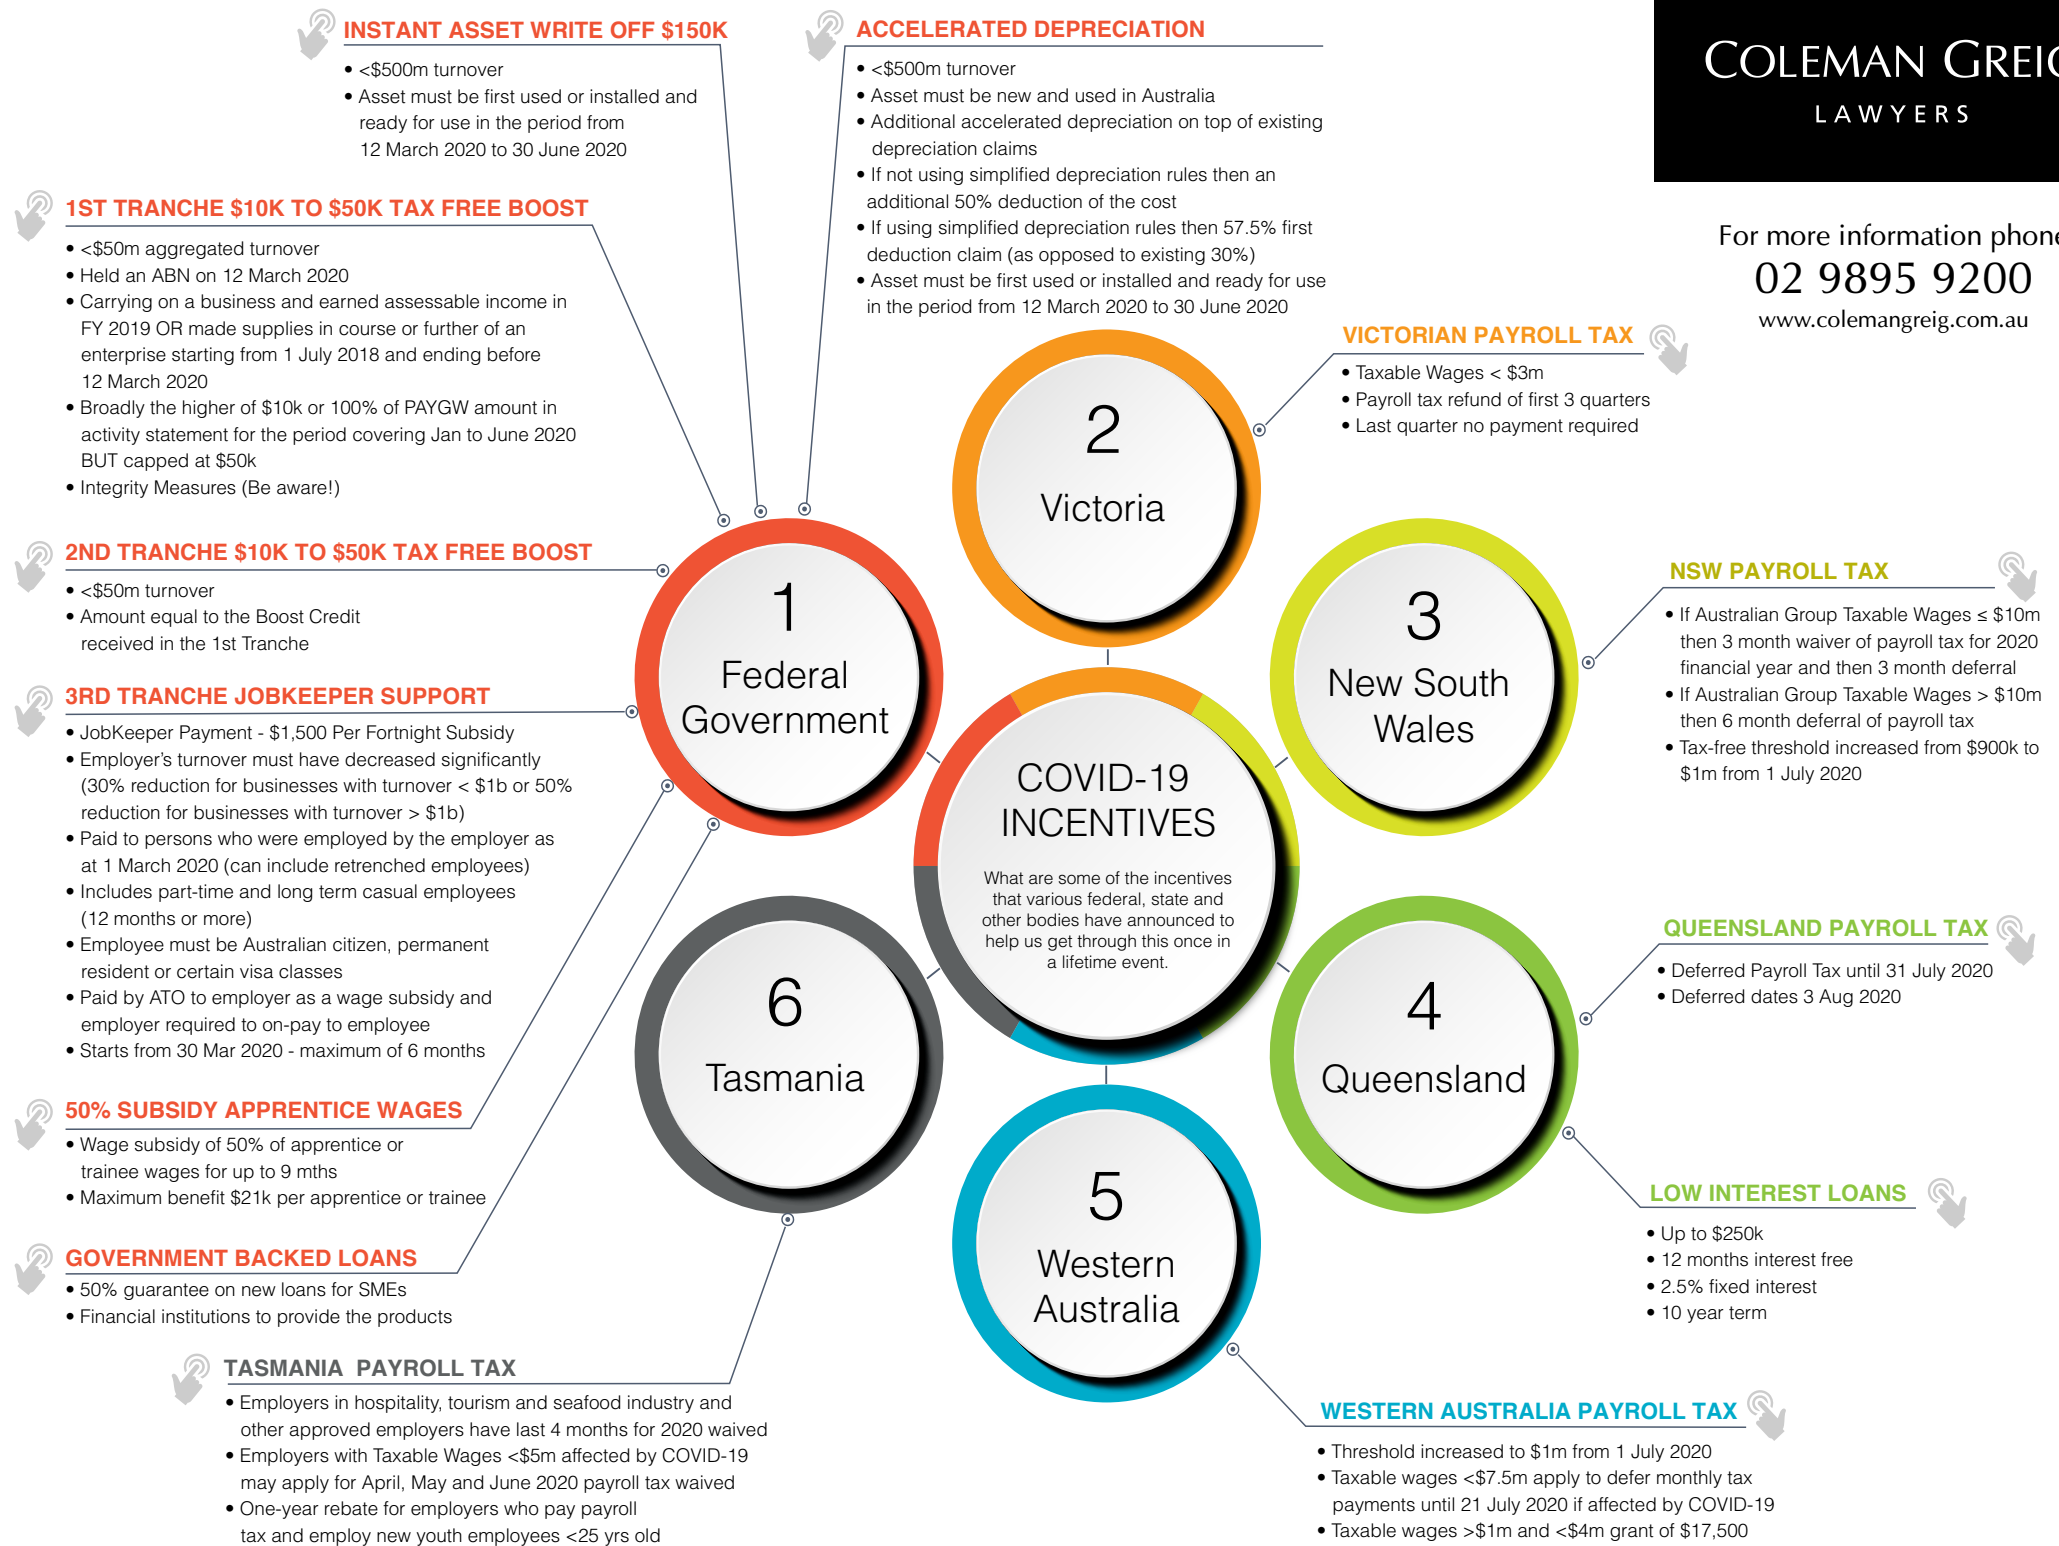 INSTANT ASSET WRITE OFF $150K
• <$500m turnover
• Asset must be first used or installed and
ready for use in the period from
12 March 2020 to 30 June 2020
ACCELERATED DEPRECIATION
• <$500m turnover
• Asset must be new and used in Australia
• Additional accelerated depreciation on top of existing
depreciation claims
• If not using simplified depreciation rules then an
additional 50% deduction of the cost
• If using simplified depreciation rules then 57.5% first
deduction claim (as opposed to existing 30%)
• Asset must be first used or installed and ready for use
in the period from 12 March 2020 to 30 June 2020
COLEMAN GREIG
LAWYERS
For more information phone
02 9895 9200
www.colemangreig.com.au
1ST TRANCHE $10K TO $50K TAX FREE BOOST
• <$50m aggregated turnover
• Held an ABN on 12 March 2020
• Carrying on a business and earned assessable income in
FY 2019 OR made supplies in course or further of an
enterprise starting from 1 July 2018 and ending before
12 March 2020
• Broadly the higher of $10k or 100% of PAYGW amount in
activity statement for the period covering Jan to June 2020
BUT capped at $50k
• Integrity Measures (Be aware!)
2ND TRANCHE $10K TO $50K TAX FREE BOOST
• <$50m turnover
• Amount equal to the Boost Credit
received in the 1st Tranche
3RD TRANCHE JOBKEEPER SUPPORT
• JobKeeper Payment - $1,500 Per Fortnight Subsidy
• Employer's turnover must have decreased significantly
(30% reduction for businesses with turnover < $1b or 50%
reduction for businesses with turnover > $1b)
• Paid to persons who were employed by the employer as
at 1 March 2020 (can include retrenched employees)
• Includes part-time and long term casual employees
(12 months or more)
• Employee must be Australian citizen, permanent
resident or certain visa classes
• Paid by ATO to employer as a wage subsidy and
employer required to on-pay to employee
• Starts from 30 Mar 2020 - maximum of 6 months
50% SUBSIDY APPRENTICE WAGES
• Wage subsidy of 50% of apprentice or
trainee wages for up to 9 mths
• Maximum benefit $21k per apprentice or trainee
GOVERNMENT BACKED LOANS
• 50% guarantee on new loans for SMEs
• Financial institutions to provide the products
1
Federal
Government
2
Victoria
VICTORIAN PAYROLL TAX
• Taxable Wages < $3m
• Payroll tax refund of first 3 quarters
• Last quarter no payment required
3
New South
Wales
NSW PAYROLL TAX
• If Australian Group Taxable Wages ≤ $10m
then 3 month waiver of payroll tax for 2020
financial year and then 3 month deferral
• If Australian Group Taxable Wages > $10m
then 6 month deferral of payroll tax
• Tax-free threshold increased from $900k to
$1m from 1 July 2020
COVID-19
INCENTIVES
What are some of the incentives
that various federal, state and
other bodies have announced to
help us get through this once in
a lifetime event.
4
Queensland
QUEENSLAND PAYROLL TAX
• Deferred Payroll Tax until 31 July 2020
• Deferred dates 3 Aug 2020
LOW INTEREST LOANS
• Up to $250k
• 12 months interest free
• 2.5% fixed interest
• 10 year term
5
Western
Australia
WESTERN AUSTRALIA PAYROLL TAX
• Threshold increased to $1m from 1 July 2020
• Taxable wages <$7.5m apply to defer monthly tax
payments until 21 July 2020 if affected by COVID-19
• Taxable wages >$1m and <$4m grant of $17,500
6
Tasmania
TASMANIA PAYROLL TAX
• Employers in hospitality, tourism and seafood industry and
other approved employers have last 4 months for 2020 waived
• Employers with Taxable Wages <$5m affected by COVID-19
may apply for April, May and June 2020 payroll tax waived
• One-year rebate for employers who pay payroll
tax and employ new youth employees <25 yrs old